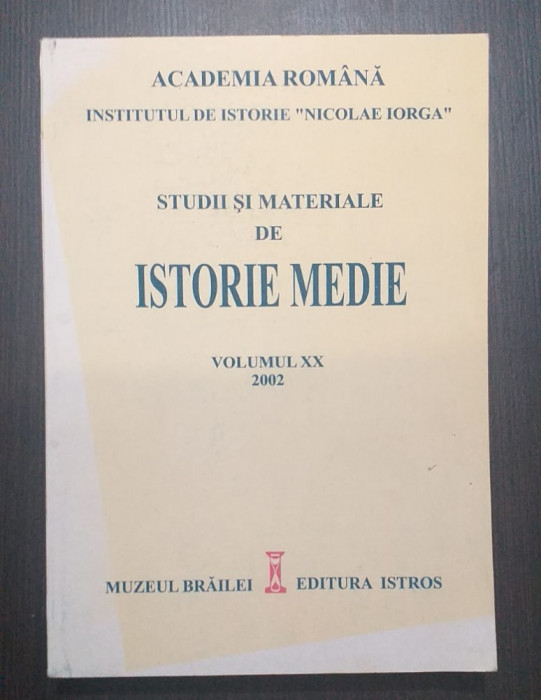 ACADEMIA ROMÂNĂ
INSTITUTUL DE ISTORIE "NICOLAE IORGA"
STUDII ŞI MATERIALE
DE
ISTORIE MEDIE
VOLUMUL XX
2002
MUZEUL BRĂILEI EDITURA ISTROS